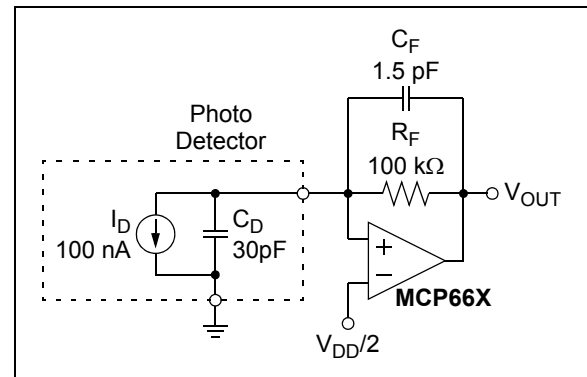 C_F
1.5 pF
Photo
Detector
R_F
100 kΩ
V_OUT
I_D
100 nA
C_D
30pF
+
−
MCP66X
V_DD/2